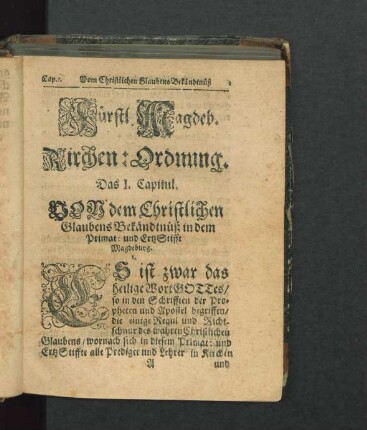 Cap. 1. Vom Christlichen Glaubens Bekäntnüß
Fürstl. Magdeb.
Kirchen-Ordnung.
Das I. Capitul.
VON dem Christlichen
Glaubens Bekäntnüß in dem
Primat- und Ertz Stifft
Magdeburg.
ES ist zwar das
heilige Wort GOTTes/
so in den Schrifften der Pro-
pheten und Apostel begriffen/
die einige Regul und Richt-
schnur des wahren Christlichen
Glaubens/ wornach sich in diesem Primat- und
Ertz Stiffte alle Prediger und Lehrer in Kirchen
A und